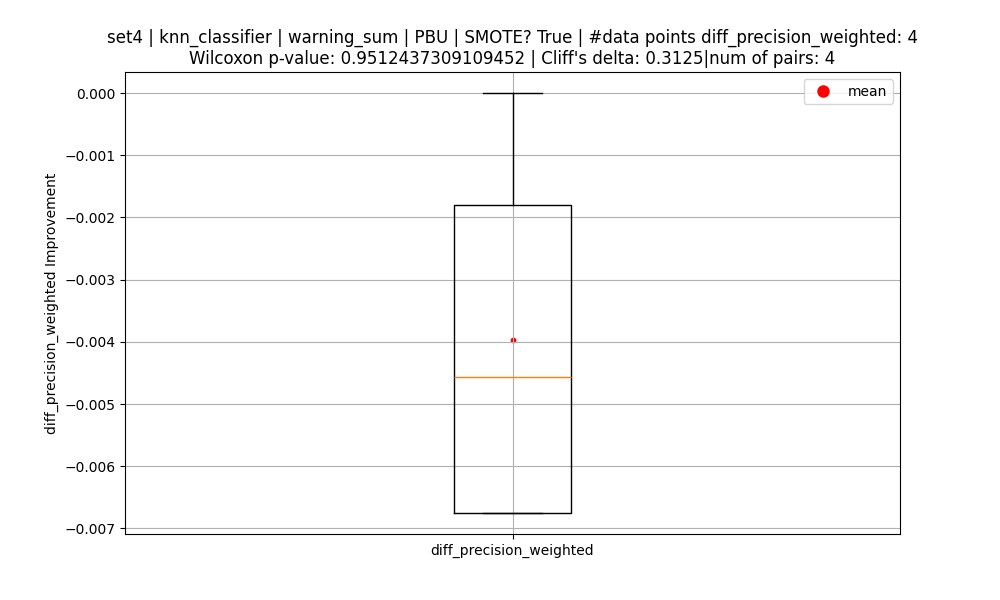 set4 | knn_classifier | warning_sum | PBU | SMOTE? True | #data points diff_precision_weighted: 4
Wilcoxon p-value: 0.9512437309109452 | Cliff's delta: 0.3125|num of pairs: 4
mean
0.000
−0.001
−0.002
−0.003
−0.004
−0.005
−0.006
−0.007
diff_precision_weighted Improvement
diff_precision_weighted